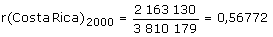 r(Costa Rica)2000 = 2 163 130 / 3 810 179 = 0,56772